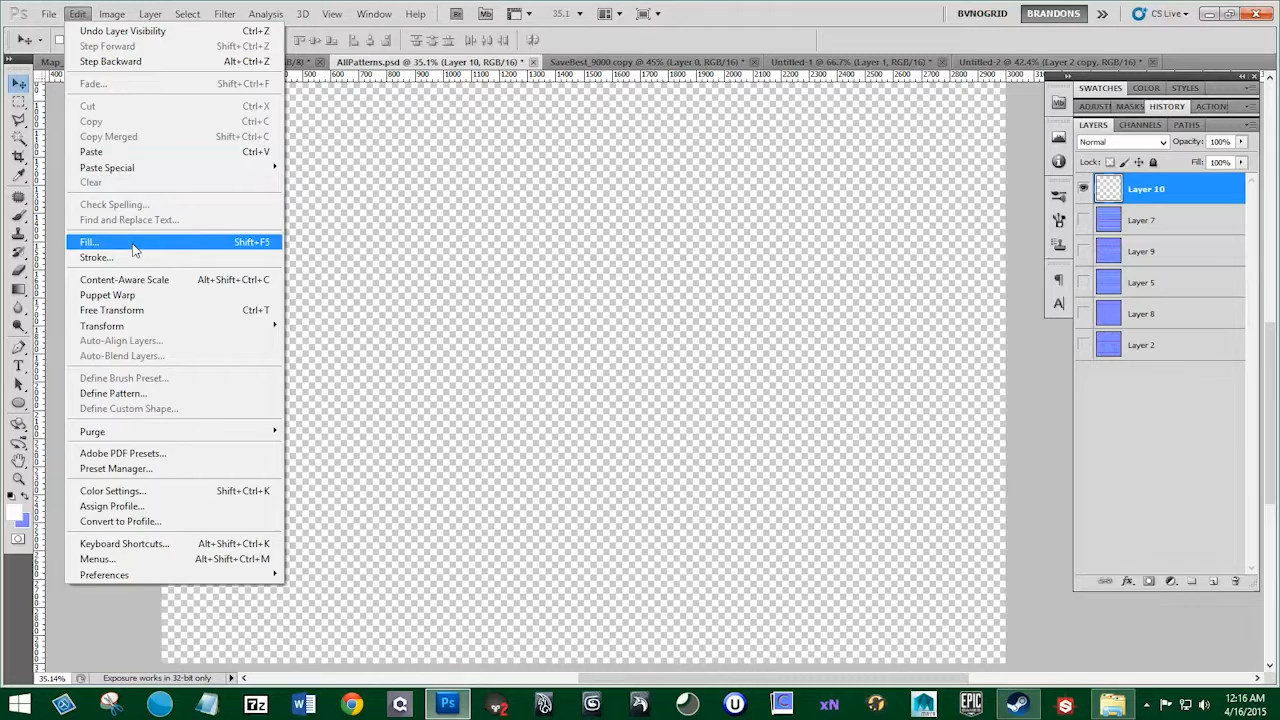 Ps File Edit Image Layer Select Filter Analysis 3D View Window Help Br Mb 35.1 BVNOGRID BRANDONS CS Live
Map_ B/8) * AllPatterns.psd @ 35.1% (Layer 10, RGB/16) * SaveBest_9000 copy @ 45% (Layer 0, RGB/16) * Untitled-1 @ 66.7% (Layer 1, RGB/16) * Untitled-2 @ 42.4% (Layer 2 copy, RGB/16) *
Undo Layer Visibility Ctrl+Z
Step Forward Shift+Ctrl+Z
Step Backward Alt+Ctrl+Z
Fade... Shift+Ctrl+F
Cut Ctrl+X
Copy Ctrl+C
Copy Merged Shift+Ctrl+C
Paste Ctrl+V
Paste Special
Clear
Check Spelling...
Find and Replace Text...
Fill... Shift+F5
Stroke...
Content-Aware Scale Alt+Shift+Ctrl+C
Puppet Warp
Free Transform Ctrl+T
Transform
Auto-Align Layers...
Auto-Blend Layers...
Define Brush Preset...
Define Pattern...
Define Custom Shape...
Purge
Adobe PDF Presets...
Preset Manager...
Color Settings... Shift+Ctrl+K
Assign Profile...
Convert to Profile...
Keyboard Shortcuts... Alt+Shift+Ctrl+K
Menus... Alt+Shift+Ctrl+M
Preferences
SWATCHES COLOR STYLES
ADJUSTI MASKS HISTORY ACTION
LAYERS CHANNELS PATHS
Normal Opacity: 100%
Lock: Fill: 100%
Layer 10
Layer 7
Layer 9
Layer 5
Layer 8
Layer 2
35.14% Exposure works in 32-bit only
12:16 AM
4/16/2015